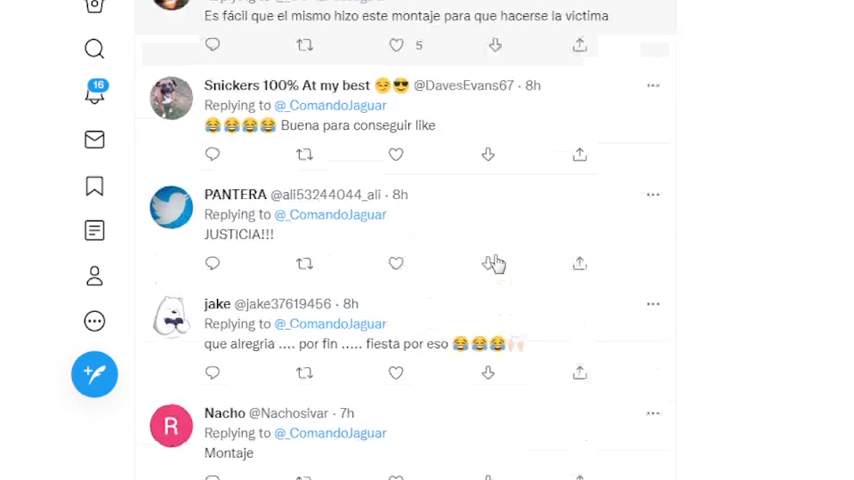 Es fácil que el mismo hizo este montaje para que hacerse la victima
5
Snickers 100% At my best 😏😎 @DavesEvans67 · 8h
Replying to @_ComandoJaguar
😂😂😂😂 Buena para conseguir like
16
PANTERA @ali53244044_ali · 8h
Replying to @_ComandoJaguar
JUSTICIA!!!
jake @jake37619456 · 8h
Replying to @_ComandoJaguar
que alregria .... por fin ..... fiesta por eso 😂😂😂🥂
R
Nacho @Nachosivar · 7h
Replying to @_ComandoJaguar
Montaje